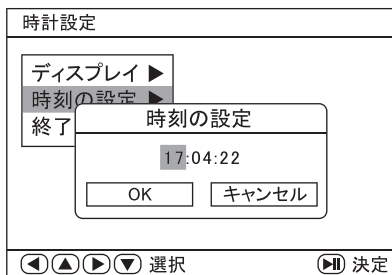 時計設定
ディスプレイ ▶
時刻の設定 ▶
終了
時刻の設定
17:04:22
OK キャンセル
◀▲▶▼ 選択 ▶II 決定